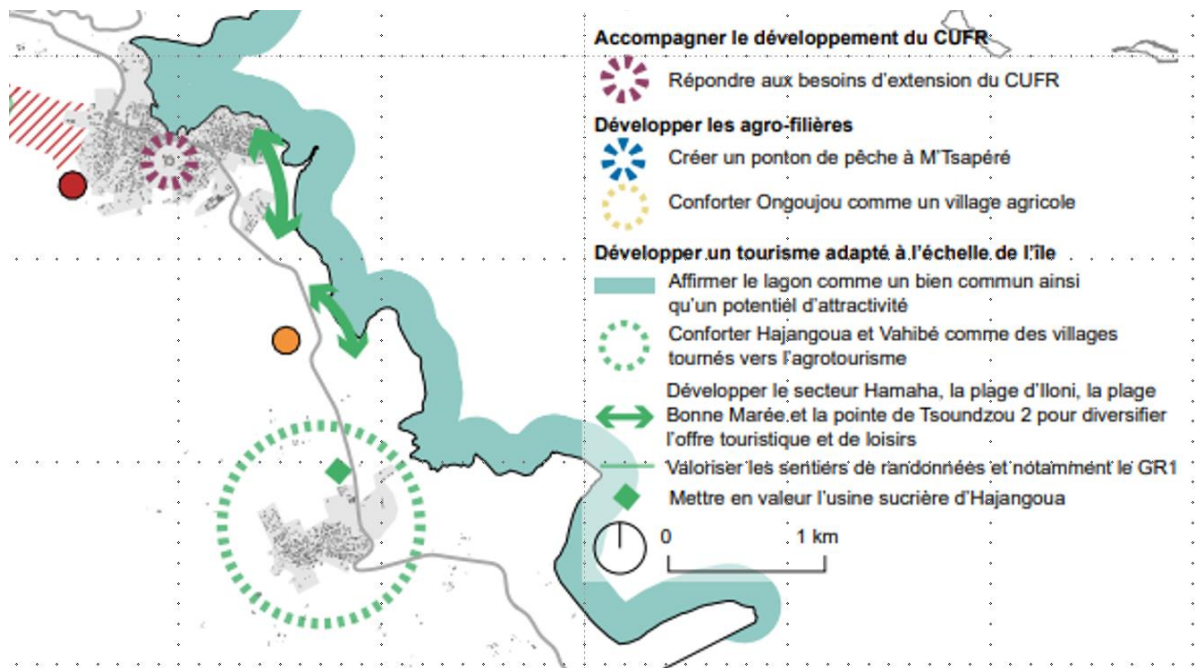 Accompagner le développement du CUFR
Répondre aux besoins d'extension du CUFR
Développer les agro-filières
Créer un ponton de pêche à M'Tsapéré
Conforter Ongoujou comme un village agricole
Développer un tourisme adapté à l'échelle de l'île
Affirmer le lagon comme un bien commun ainsi
qu'un potentiel d'attractivité
Conforter Hajangoua et Vahibé comme des villages
tournés vers l'agrotourisme
Développer le secteur Hamaha, la plage d'Iloni, la plage
Bonne Marée et la pointe de Tsoundzou 2 pour diversifier
l'offre touristique et de loisirs
Valoriser les sentiers de randonnées et notamment le GR1
Mettre en valeur l'usine sucrière d'Hajangoua
0 1 km